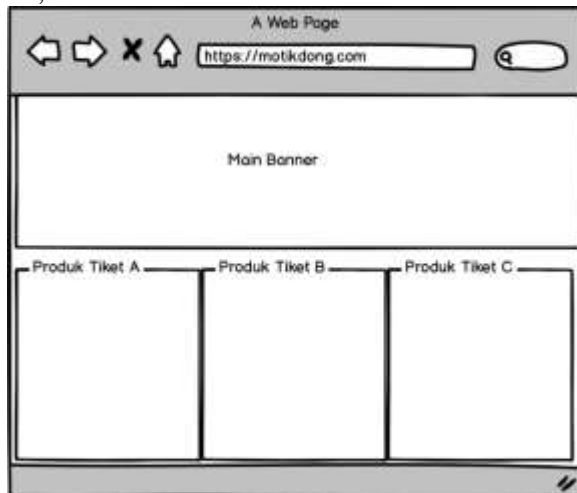 A Web Page
https://motikdong.com
Main Banner
Produk Tiket A
Produk Tiket B
Produk Tiket C